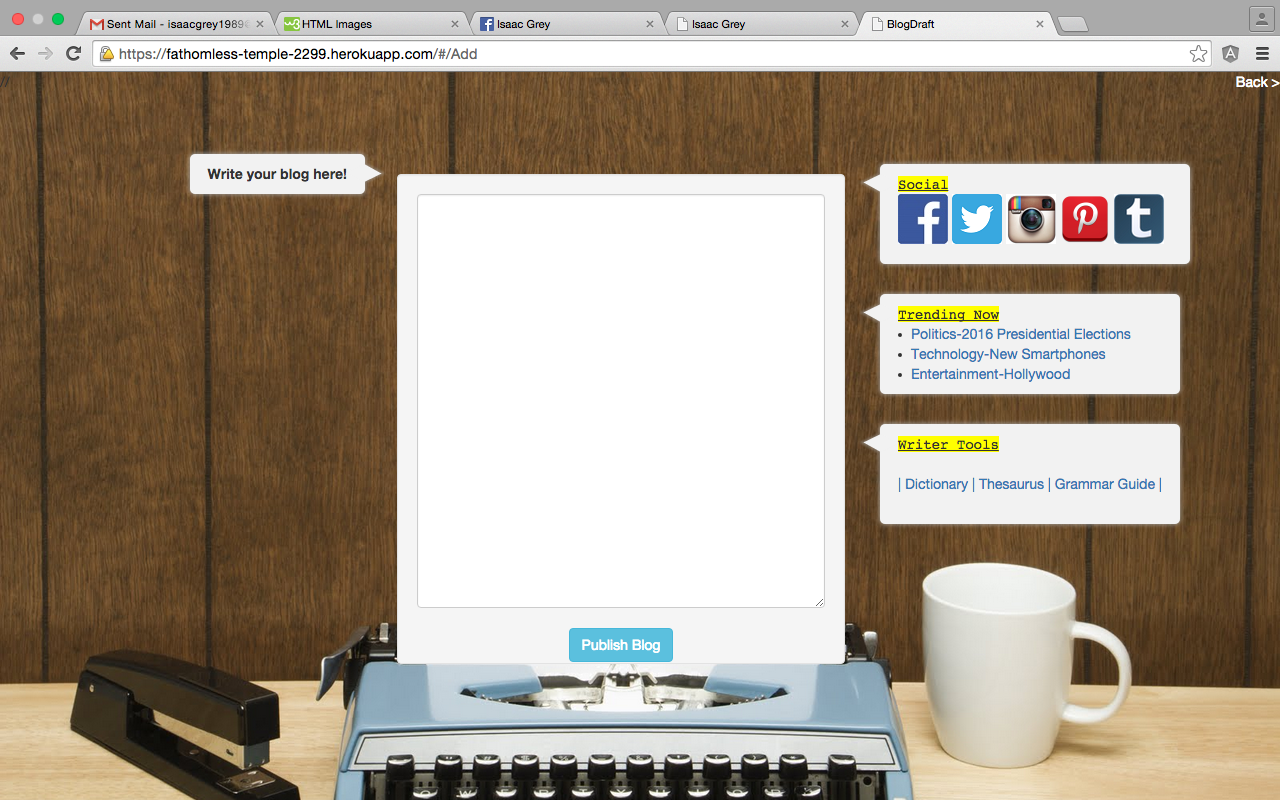 Sent Mail - isaacgrey1989
HTML Images
Isaac Grey
Isaac Grey
BlogDraft
https://fathomless-temple-2299.herokuapp.com/#/Add
//
Back >
Write your blog here!
Social
Trending Now
• Politics-2016 Presidential Elections
• Technology-New Smartphones
• Entertainment-Hollywood
Writer Tools
| Dictionary | Thesaurus | Grammar Guide |
Publish Blog